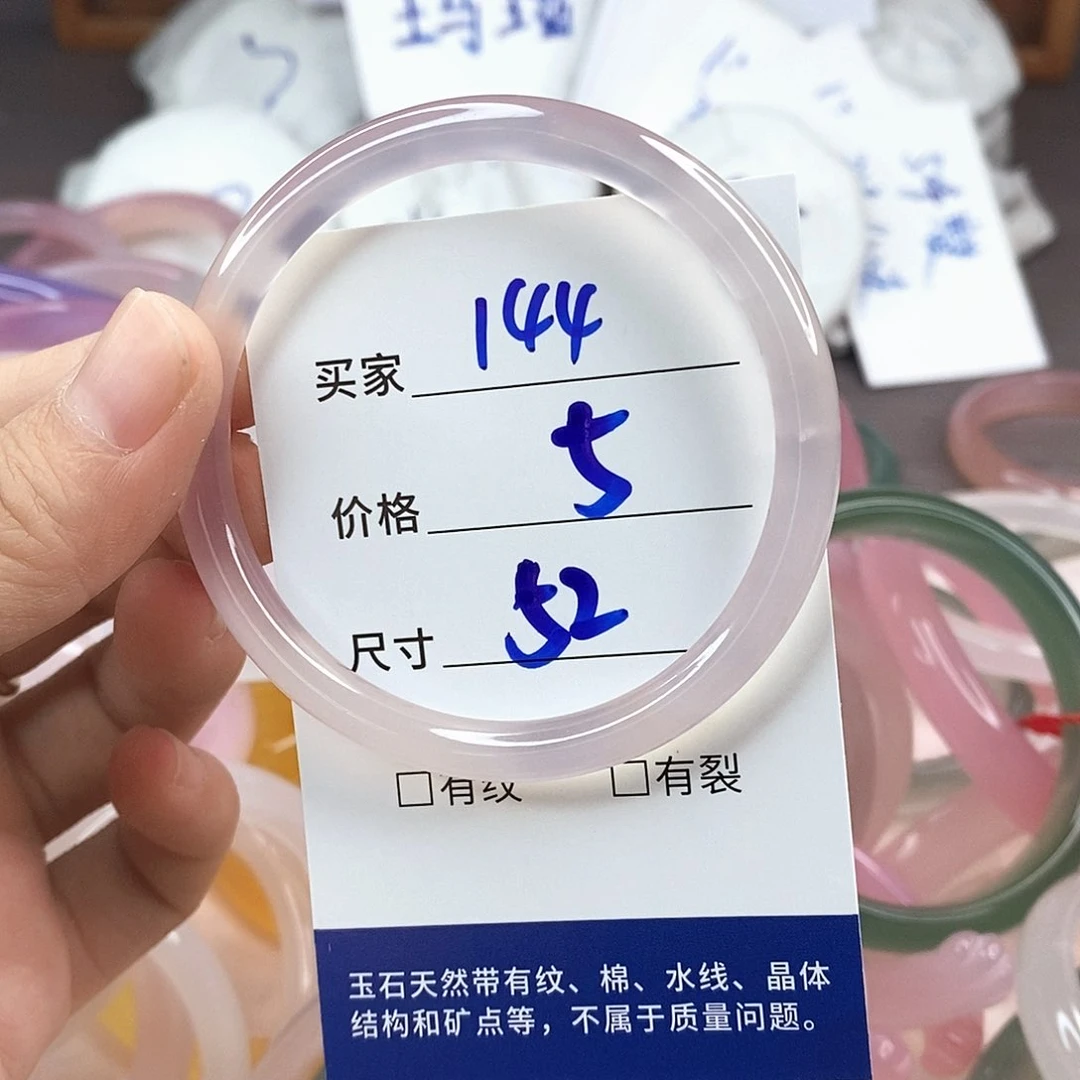 玛瑙
买家 144
价格 5
尺寸 52
□有纹 □有裂
玉石天然带有纹、棉、水线、晶体
结构和矿点等，不属于质量问题。